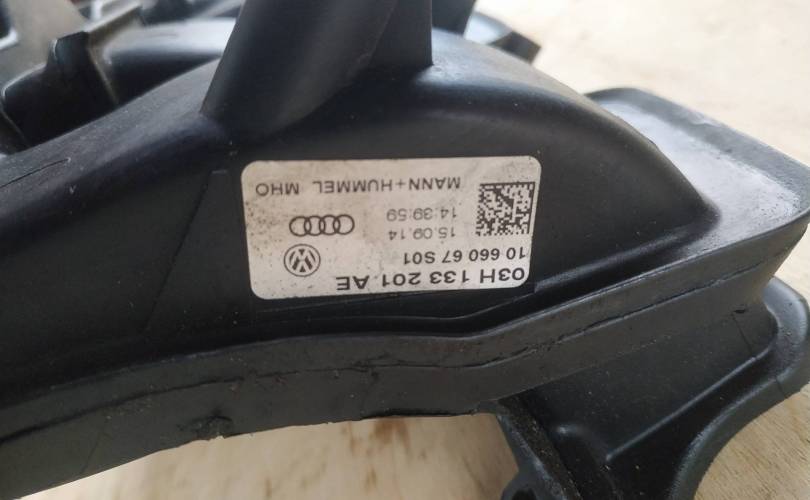 03H 133 201 AE
10 660 67 S01
15.09.14
14:39:59
MANN+HUMMEL MHO